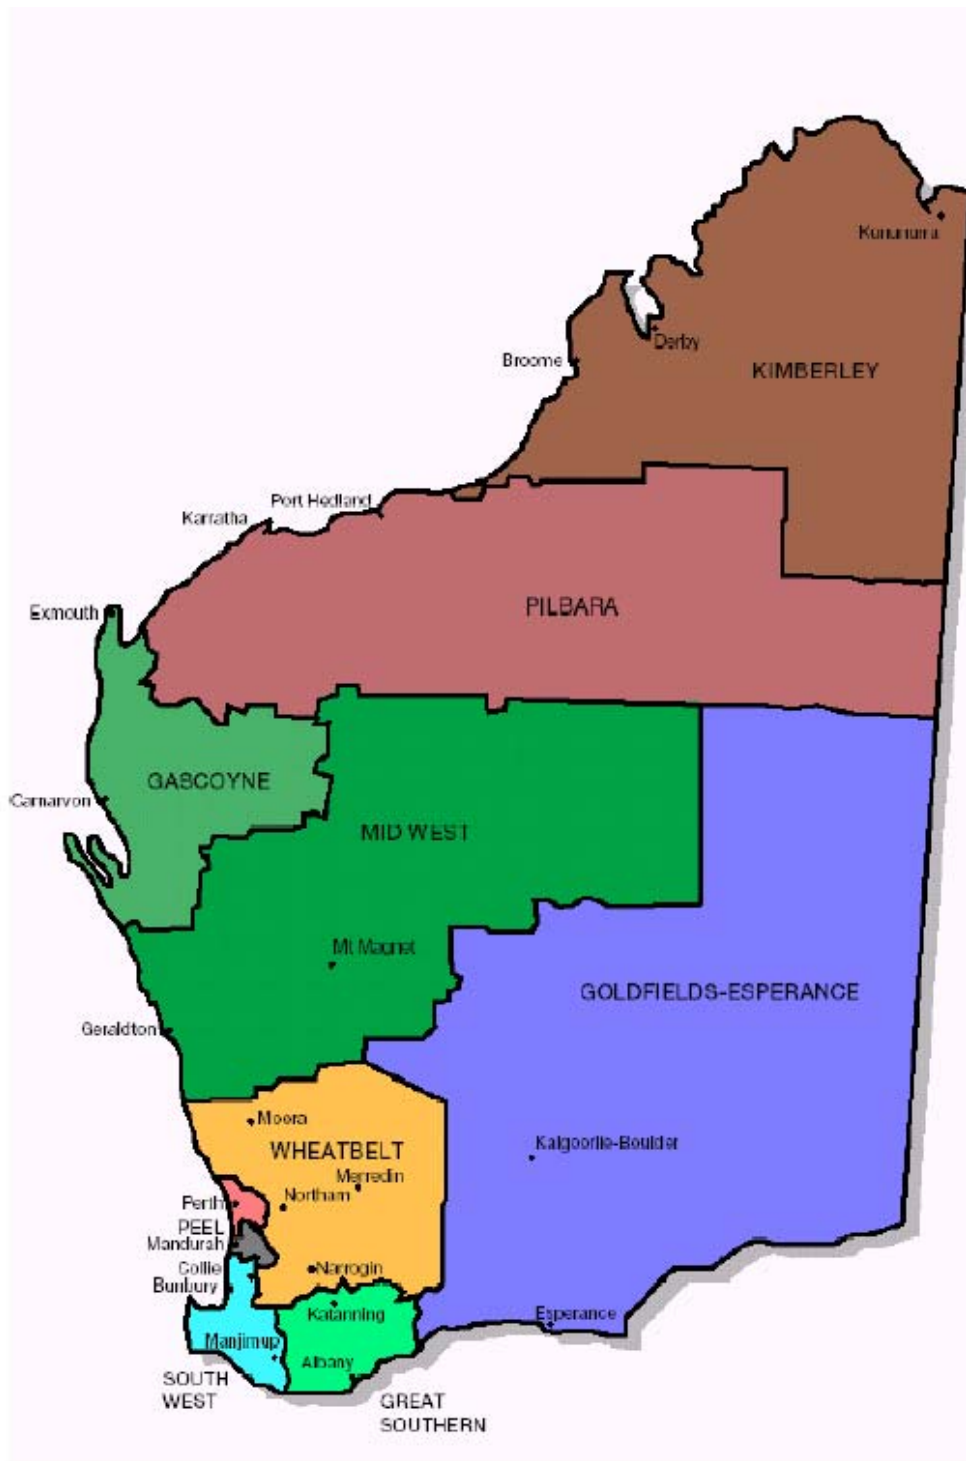 Kununurra
Derby
Broome
KIMBERLEY
Port Hedland
Karratha
PILBARA
Exmouth
GASCOYNE
Carnarvon
MID WEST
Mt Magnet
GOLDFIELDS-ESPERANCE
Geraldton
Moora
WHEATBELT
Kalgoorlie-Boulder
Merredin
Northam
Perth
PEEL
Mandurah
Collie
Narrogin
Bunbury
Katanning
Esperance
Manjimup
Albany
SOUTH
WEST
GREAT
SOUTHERN